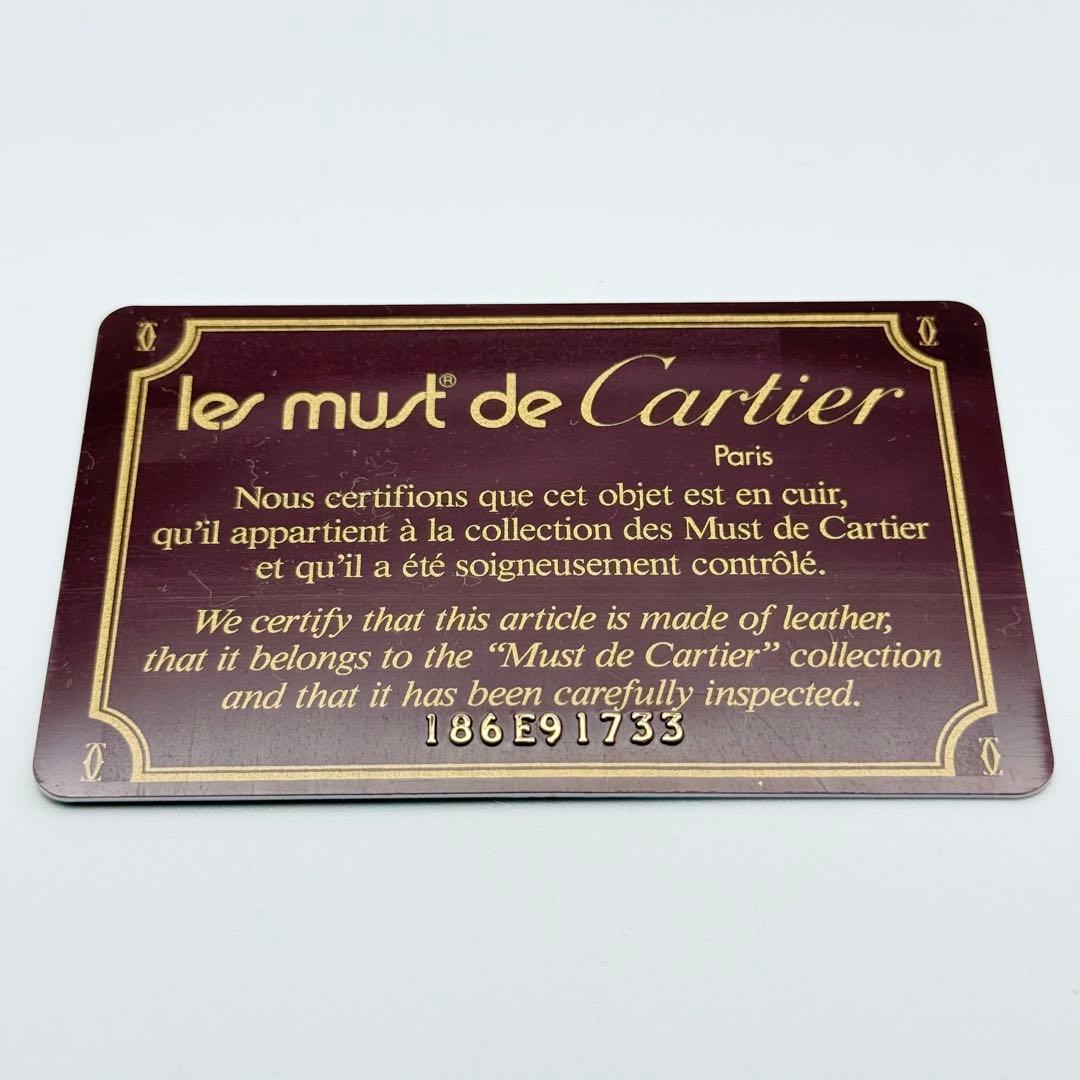 les must® de Cartier
Paris
Nous certifions que cet objet est en cuir,
qu'il appartient à la collection des Must de Cartier
et qu'il a été soigneusement contrôlé.
We certify that this article is made of leather,
that it belongs to the “Must de Cartier” collection
and that it has been carefully inspected.
186E91733